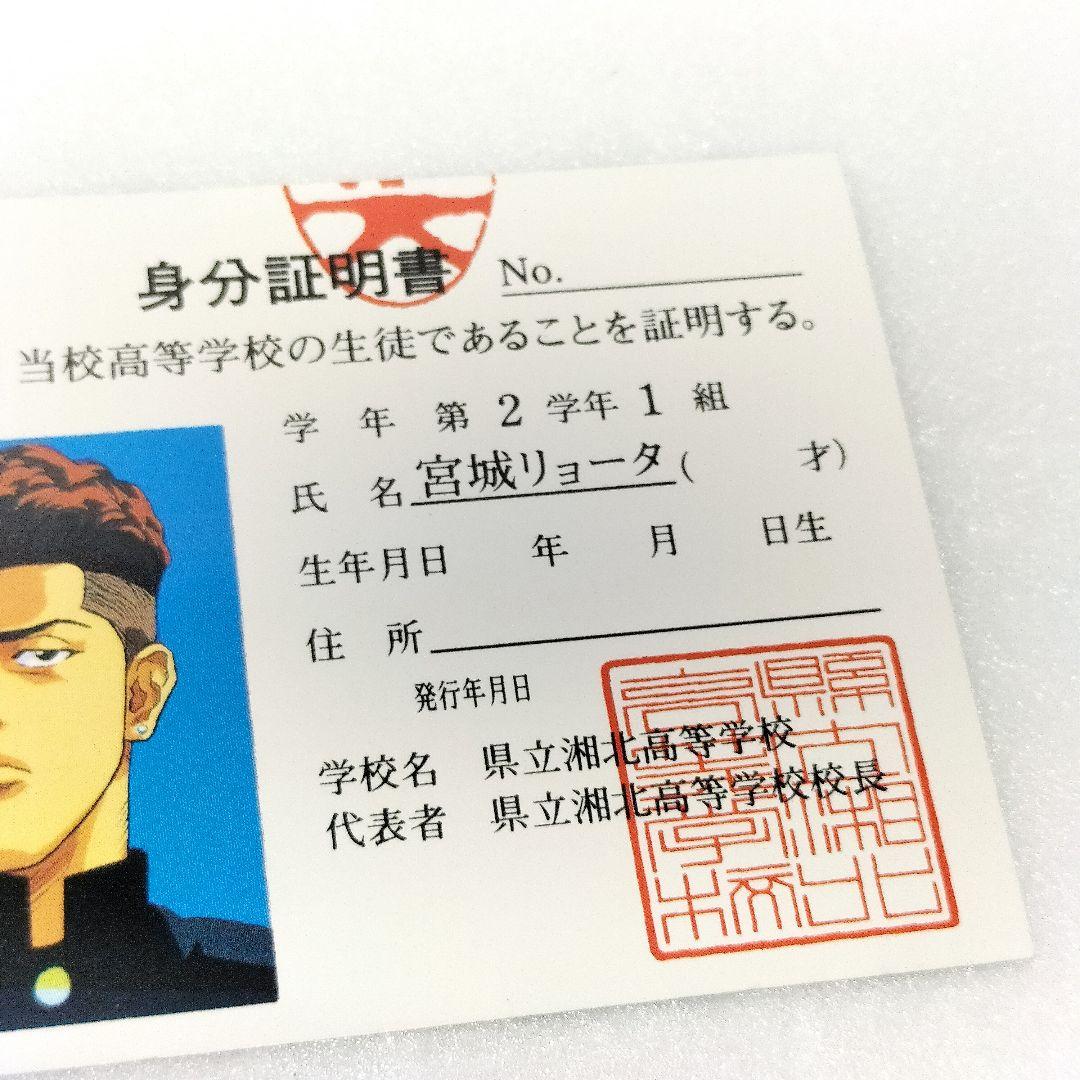 身分証明書 No.
当校高等学校の生徒であることを証明する。
学 年 第 2 学年 1 組
氏 名 宮城リョータ( 才)
生年月日 年 月 日生
住 所
発行年月日
学校名 県立湘北高等学校
代表者 県立湘北高等学校校長